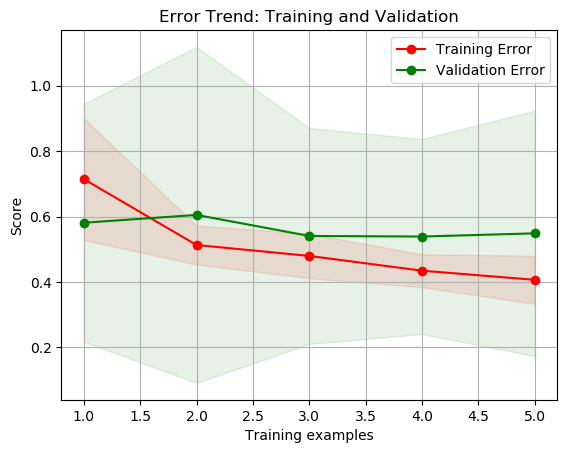 Error Trend: Training and Validation
Training Error
Validation Error
Score
1.0
0.8
0.6
0.4
0.2
1.0 1.5 2.0 2.5 3.0 3.5 4.0 4.5 5.0
Training examples